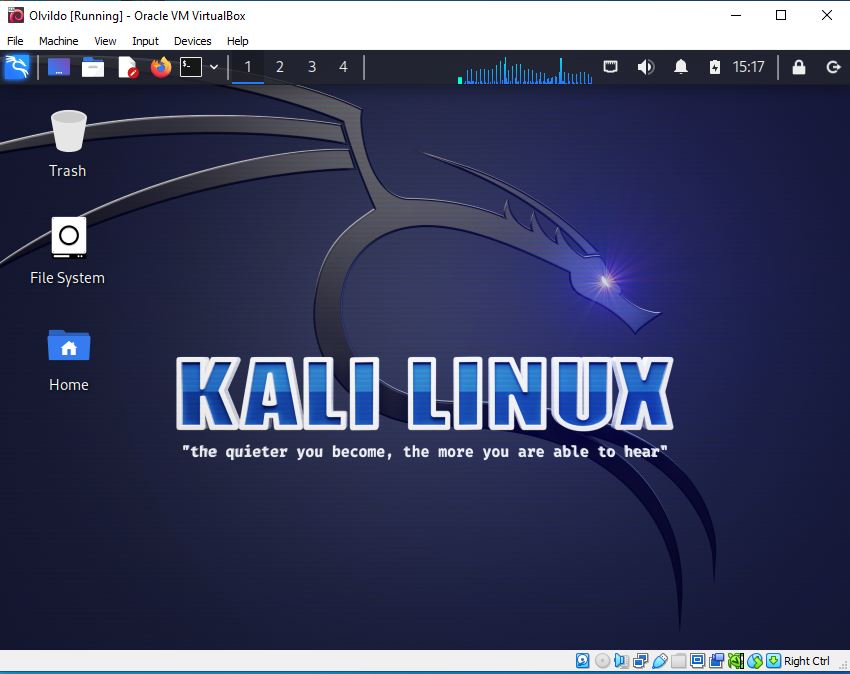 Olvildo [Running] - Oracle VM VirtualBox
File Machine View Input Devices Help
1 2 3 4 15:17
Trash
File System
Home
KALI LINUX
"the quieter you become, the more you are able to hear"
Right Ctrl